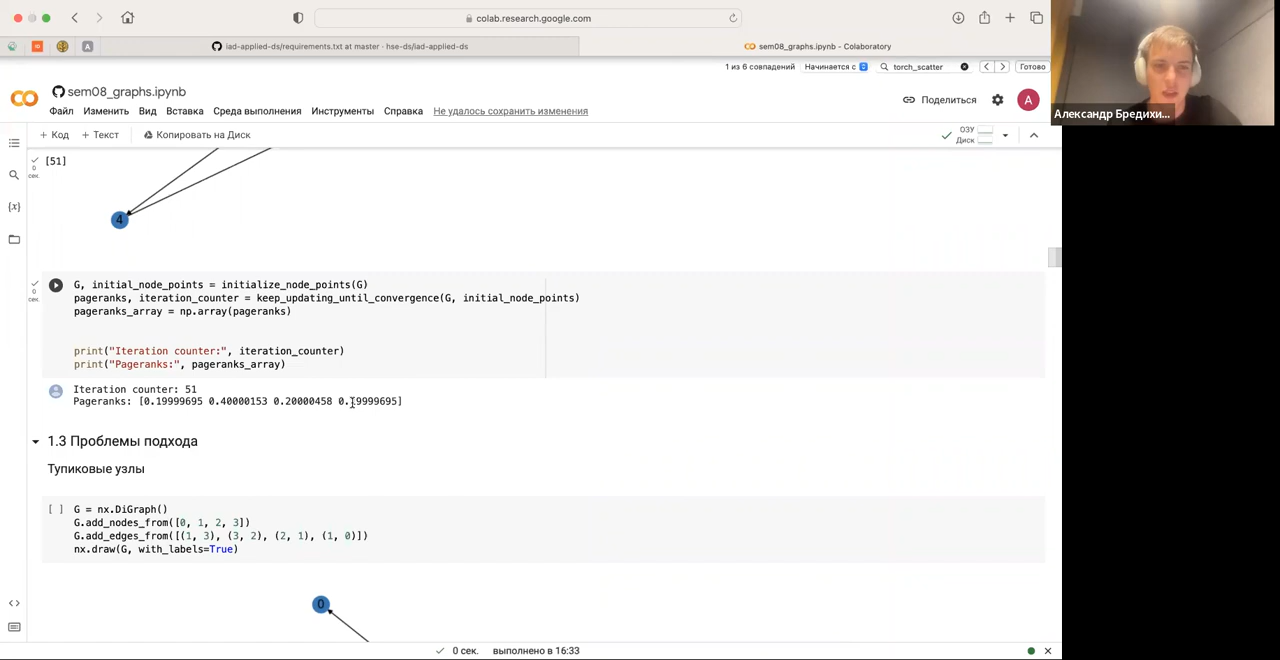 colab.research.google.com
iad-applied-ds/requirements.txt at master · hse-ds/iad-applied-ds
sem08_graphs.ipynb - Colaboratory
1 из 6 совпадений
Начинается с
torch_scatter
Готово
sem08_graphs.ipynb
Файл Изменить Вид Вставка Среда выполнения Инструменты Справка Не удалось сохранить изменения
Поделиться
A
Александр Бредихи...
+ Код + Текст Копировать на Диск
ОЗУ
Диск
[51]
0
сек.
4
0
сек.
G, initial_node_points = initialize_node_points(G)
pageranks, iteration_counter = keep_updating_until_convergence(G, initial_node_points)
pageranks_array = np.array(pageranks)
print("Iteration counter:", iteration_counter)
print("Pageranks:", pageranks_array)
Iteration counter: 51
Pageranks: [0.19999695 0.40000153 0.20000458 0.19999695]
1.3 Проблемы подхода
Тупиковые узлы
[ ] G = nx.DiGraph()
G.add_nodes_from([0, 1, 2, 3])
G.add_edges_from([(1, 3), (3, 2), (2, 1), (1, 0)])
nx.draw(G, with_labels=True)
0
0 сек. выполнено в 16:33